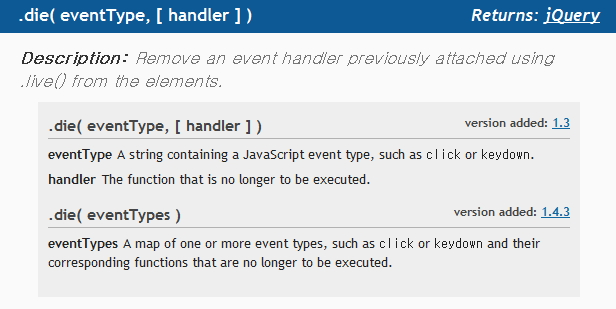 .die( eventType, [ handler ] ) Returns: jQuery
Description: Remove an event handler previously attached using
.live() from the elements.
.die( eventType, [ handler ] ) version added: 1.3
eventType A string containing a JavaScript event type, such as click or keydown.
handler The function that is no longer to be executed.
.die( eventTypes ) version added: 1.4.3
eventTypes A map of one or more event types, such as click or keydown and their
corresponding functions that are no longer to be executed.